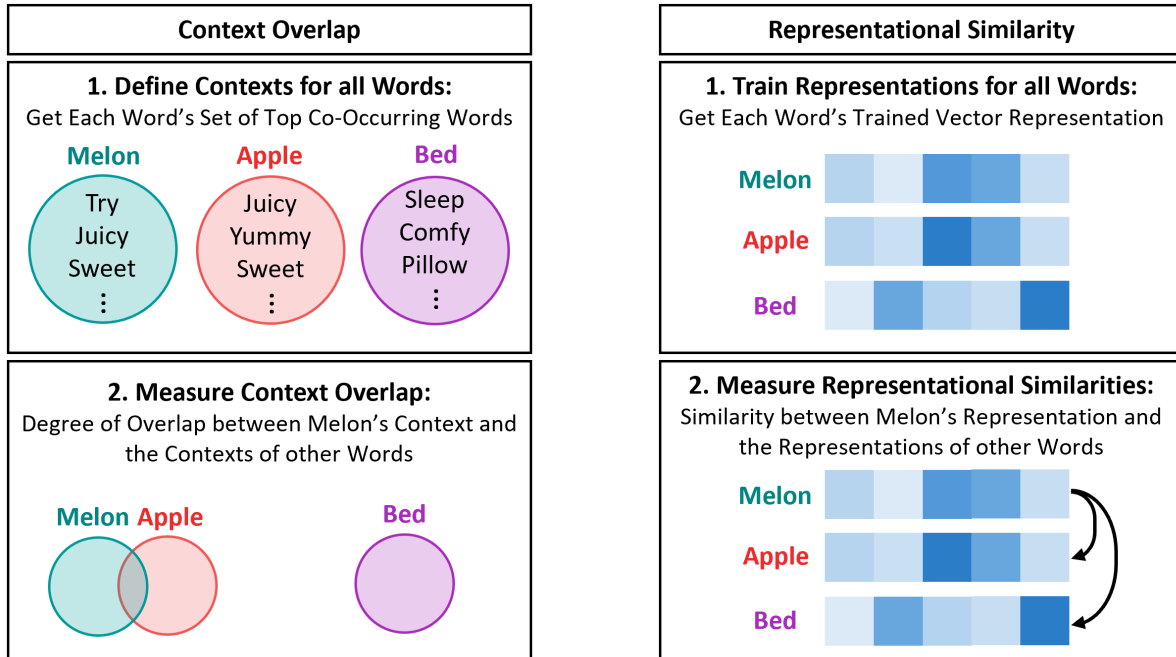 Context Overlap
1. Define Contexts for all Words:
Get Each Word's Set of Top Co-Occurring Words
Melon
Apple
Bed
Try
Juicy
Sweet
⋮
Juicy
Yummy
Sweet
⋮
Sleep
Comfy
Pillow
⋮
2. Measure Context Overlap:
Degree of Overlap between Melon's Context and
the Contexts of other Words
Melon
Apple
Bed
Representational Similarity
1. Train Representations for all Words:
Get Each Word's Trained Vector Representation
Melon
Apple
Bed
2. Measure Representational Similarities:
Similarity between Melon's Representation and
the Representations of other Words
Melon
Apple
Bed